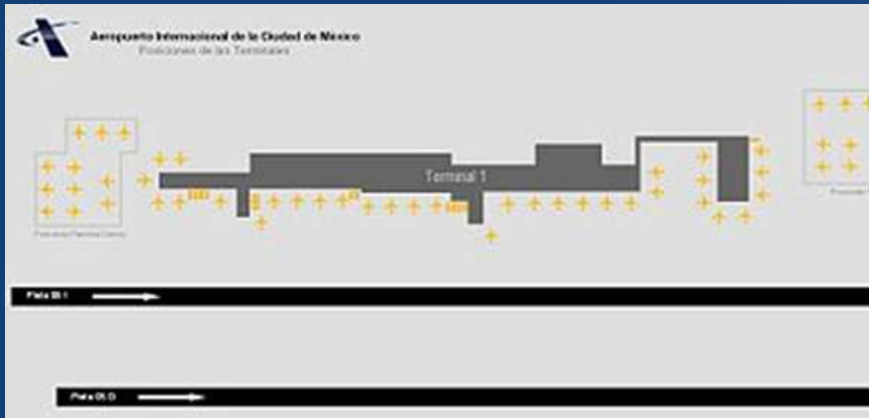 Aeropuerto Internacional de la Ciudad de México
Posiciones de las Terminales
Terminal 1
Pista 05 I
Pista 05 D